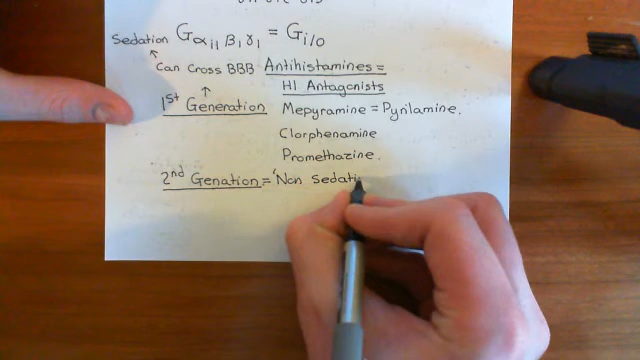 Gαi1 β1 γ1 = Gi/o
Sedation
Can cross BBB
Antihistamines =
H1 Antagonists
1st Generation
Mepyramine = Pyrilamine.
Clorphenamine
Promethazine.
2nd Genation = 'Non Sedati